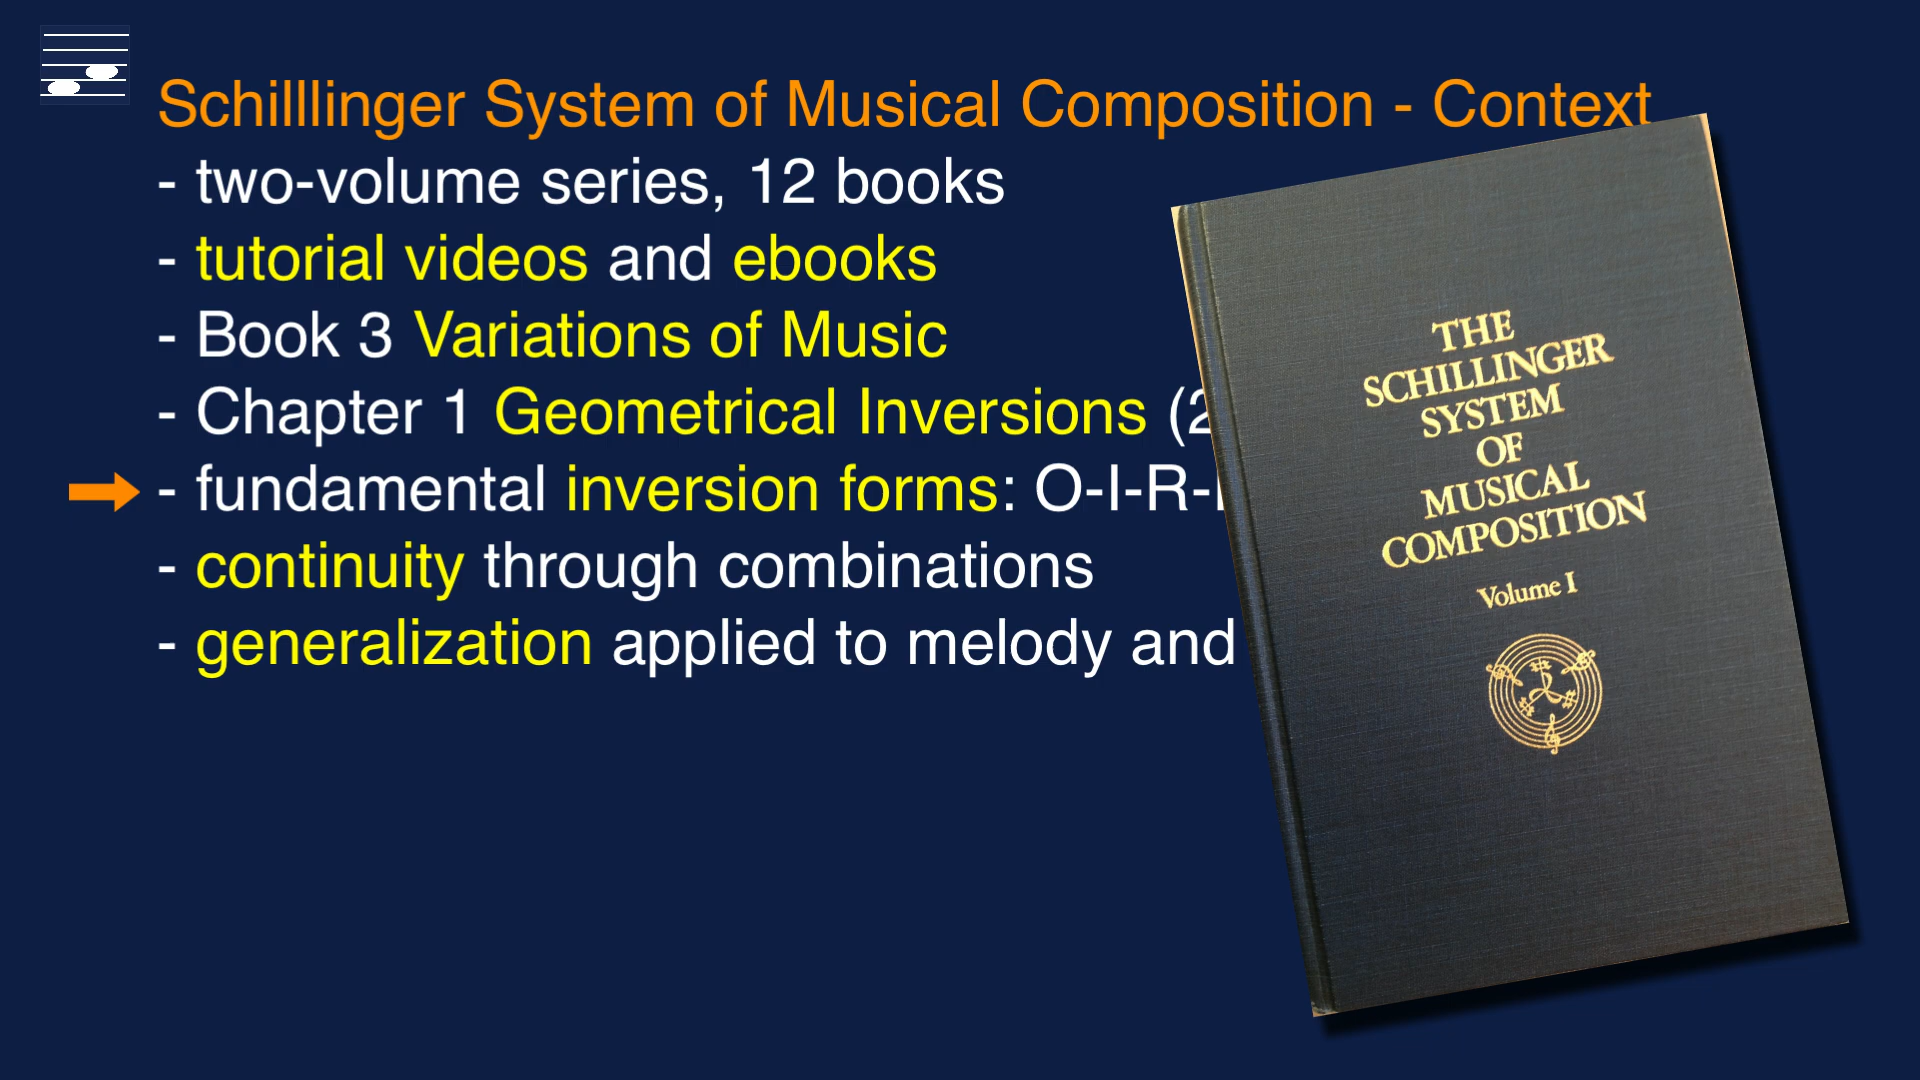 Schilllinger System of Musical Composition - Context
- two-volume series, 12 books
- tutorial videos and ebooks
- Book 3 Variations of Music
- Chapter 1 Geometrical Inversions (2
- fundamental inversion forms: O-I-R-
- continuity through combinations
- generalization applied to melody and
THE
SCHILLINGER
SYSTEM
OF
MUSICAL
COMPOSITION
Volume I